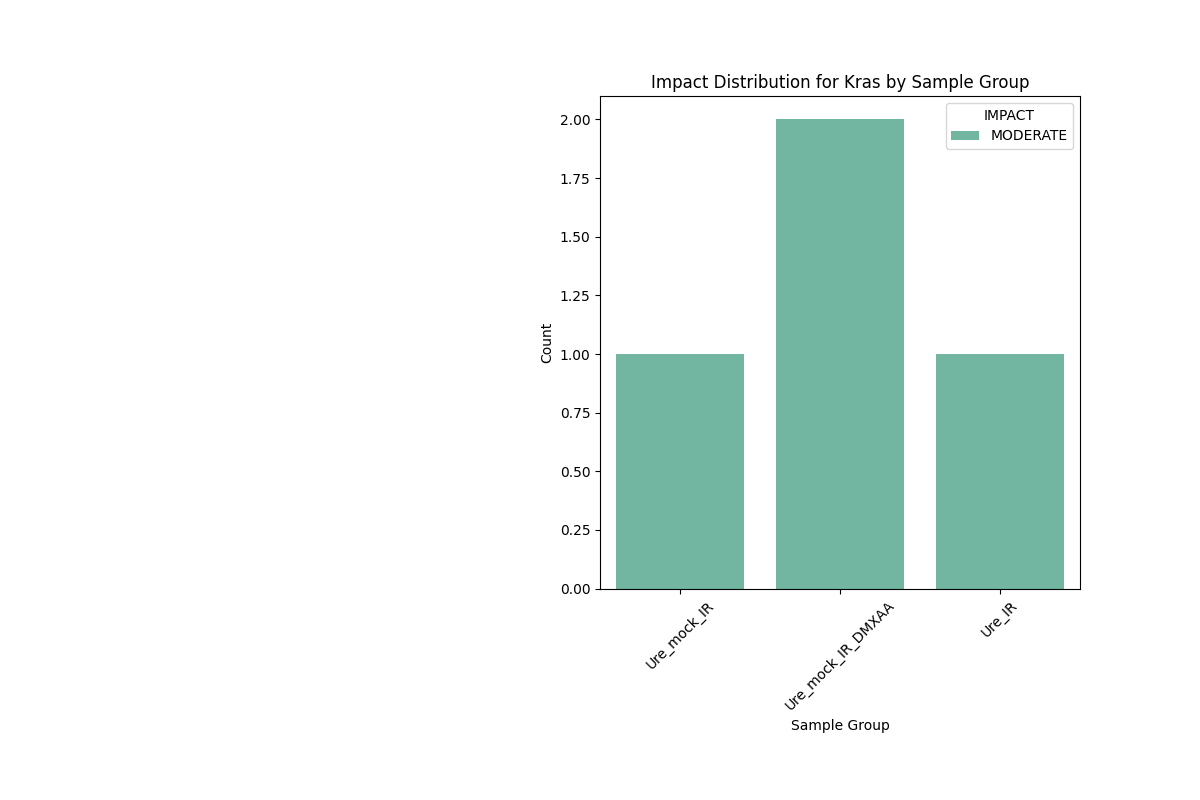 Impact Distribution for Kras by Sample Group
IMPACT
MODERATE
2.00
1.75
1.50
1.25
1.00
0.75
0.50
0.25
0.00
Count
Ure_mock_IR
Ure_mock_IR_DMXAA
Ure_IR
Sample Group